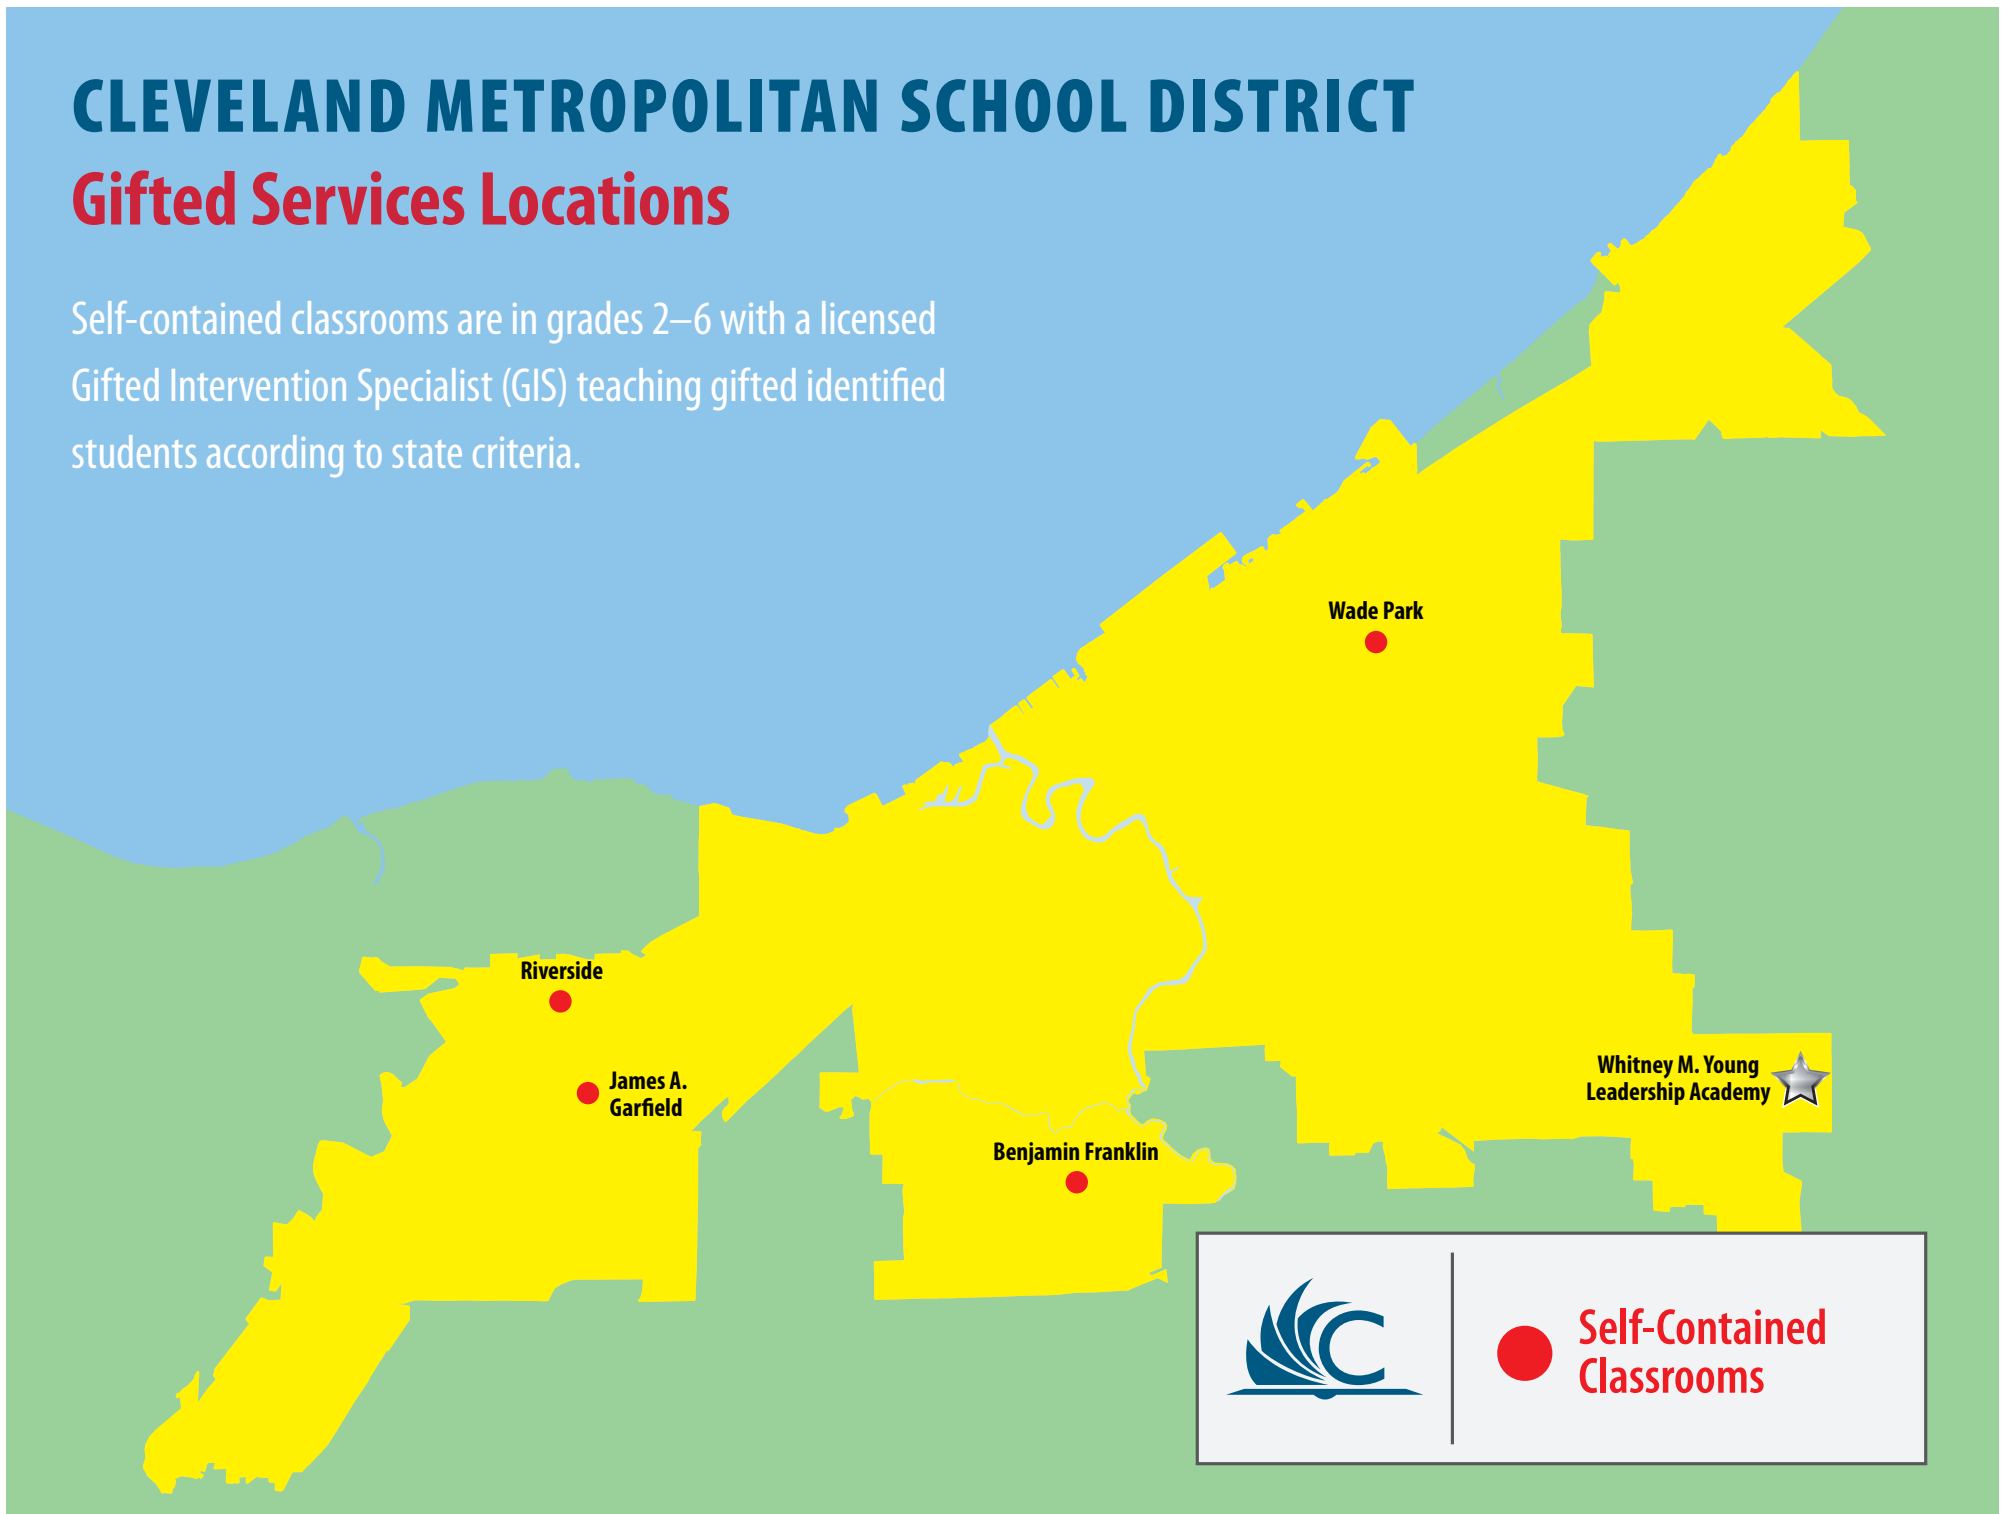 CLEVELAND METROPOLITAN SCHOOL DISTRICT
Gifted Services Locations
Self-contained classrooms are in grades 2–6 with a licensed
Gifted Intervention Specialist (GIS) teaching gifted identified
students according to state criteria.
Wade Park
Riverside
James A.
Garfield
Whitney M. Young
Leadership Academy
Benjamin Franklin
C
Self-Contained
Classrooms